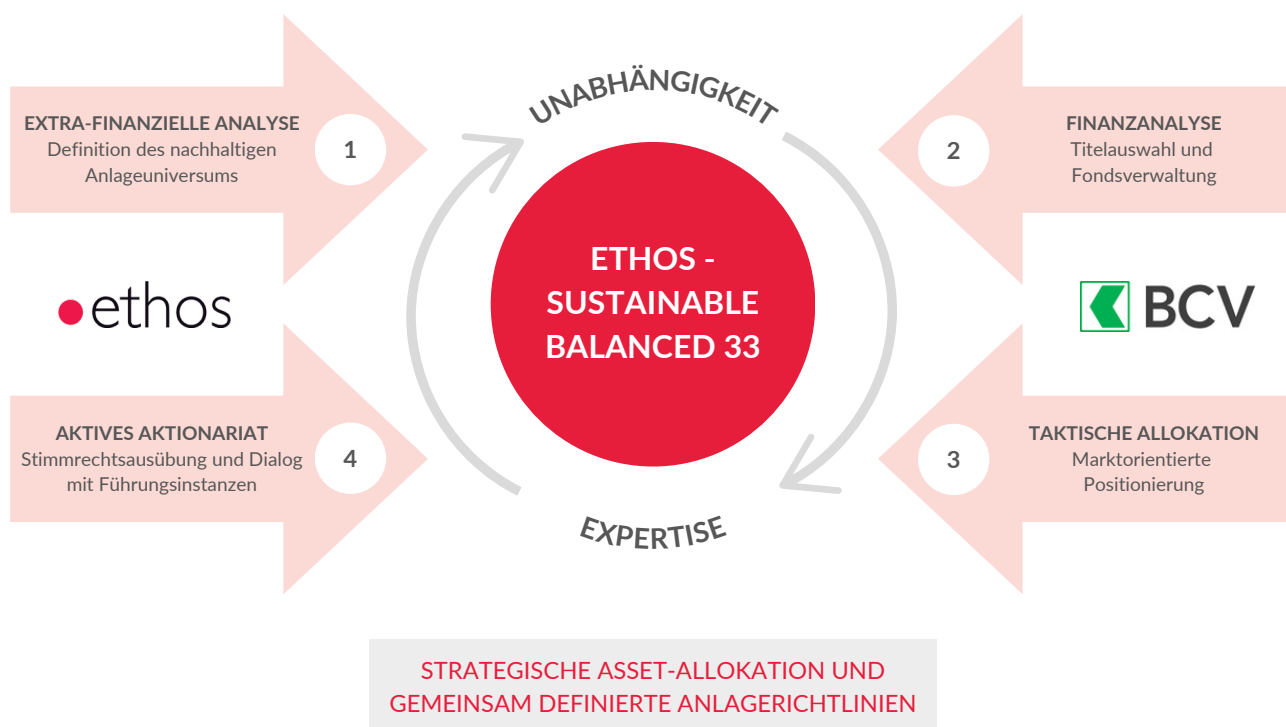 UNABHÄNGIGKEIT
EXTRA-FINANZIELLE ANALYSE
Definition des nachhaltigen
Anlageuniversums
1
2
FINANZANALYSE
Titelauswahl und
Fondsverwaltung
ethos
ETHOS -
SUSTAINABLE
BALANCED 33
BCV
AKTIVES AKTIONARIAT
Stimmrechtsausübung und Dialog
mit Führungsinstanzen
4
3
TAKTISCHE ALLOKATION
Marktorientierte
Positionierung
EXPERTISE
STRATEGISCHE ASSET-ALLOKATION UND
GEMEINSAM DEFINIERTE ANLAGERICHTLINIEN